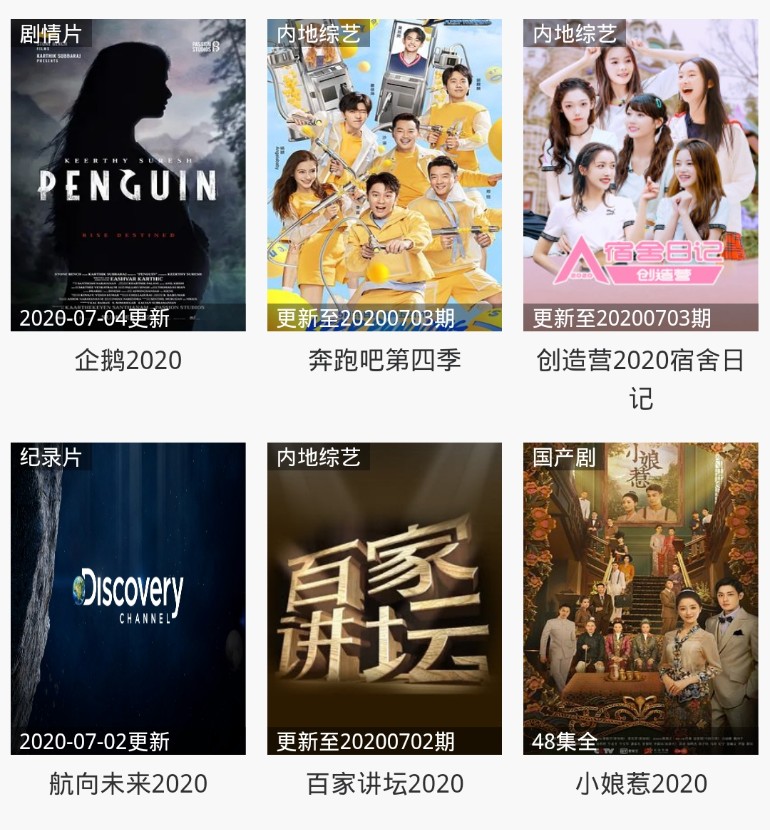 剧情片
内地综艺
内地综艺
FILMS
KARTHIK SUBBARAJ
PRESENTS
KEERTHY SURESH
PENGUIN
RISE DESTINED
宿舍日记
2020
创造营
2020-07-04更新
更新至20200703期
更新至20200703期
企鹅2020
奔跑吧第四季
创造营2020宿舍日
记
纪录片
内地综艺
国产剧
小娘惹
Discovery
CHANNEL
百家
讲坛
2020-07-02更新
更新至20200702期
48集全
航向未来2020
百家讲坛2020
小娘惹2020